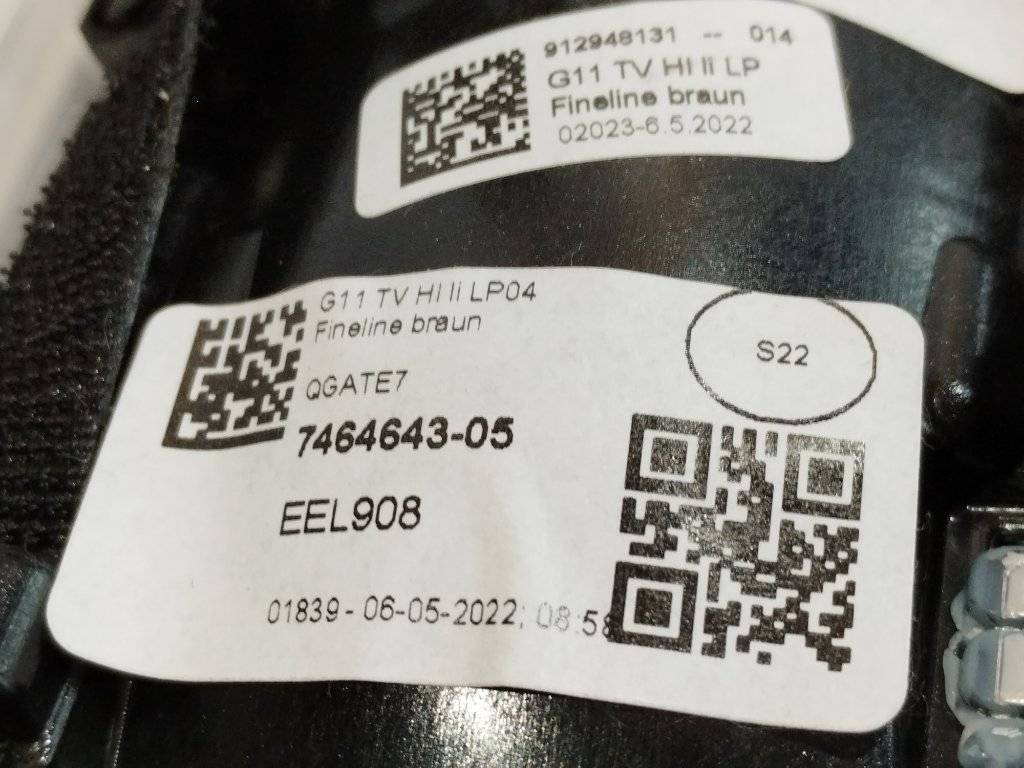 912948131 -- 014
G11 TV HI li LP
Fineline braun
02023-6.5.2022
G11 TV HI li LP04
Fineline braun
S22
QGATE7
7464643-05
EEL908
01839 - 06-05-2022; 08:58